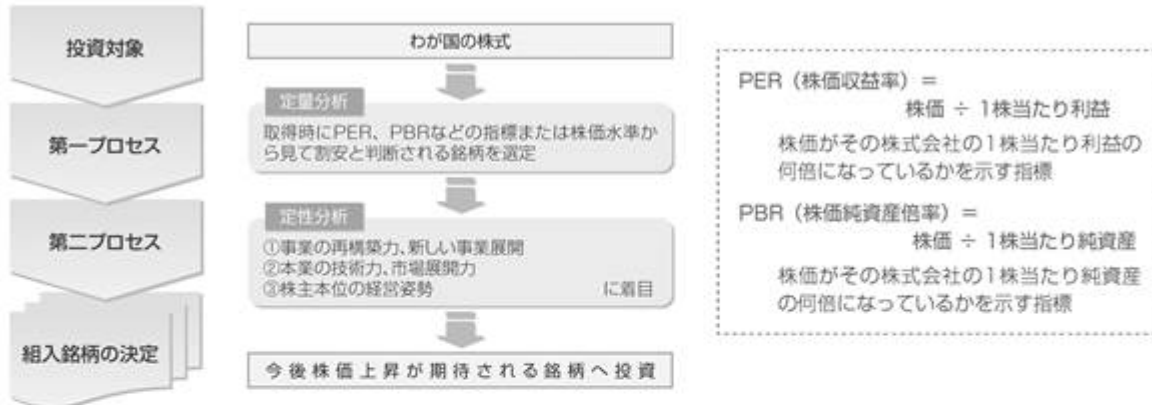 投資対象
わが国の株式
第一プロセス
定量分析
取得時にPER、PBRなどの指標または株価水準か
ら見て割安と判断される銘柄を選定
第二プロセス
定性分析
①事業の再構築力、新しい事業展開
②本業の技術力、市場展開力
③株主本位の経営姿勢 に着目
組入銘柄の決定
今後株価上昇が期待される銘柄へ投資
PER（株価収益率）＝
株価 ÷ 1株当たり利益
株価がその株式会社の1株当たり利益の
何倍になっているかを示す指標
PBR（株価純資産倍率）＝
株価 ÷ 1株当たり純資産
株価がその株式会社の1株当たり純資産
の何倍になっているかを示す指標